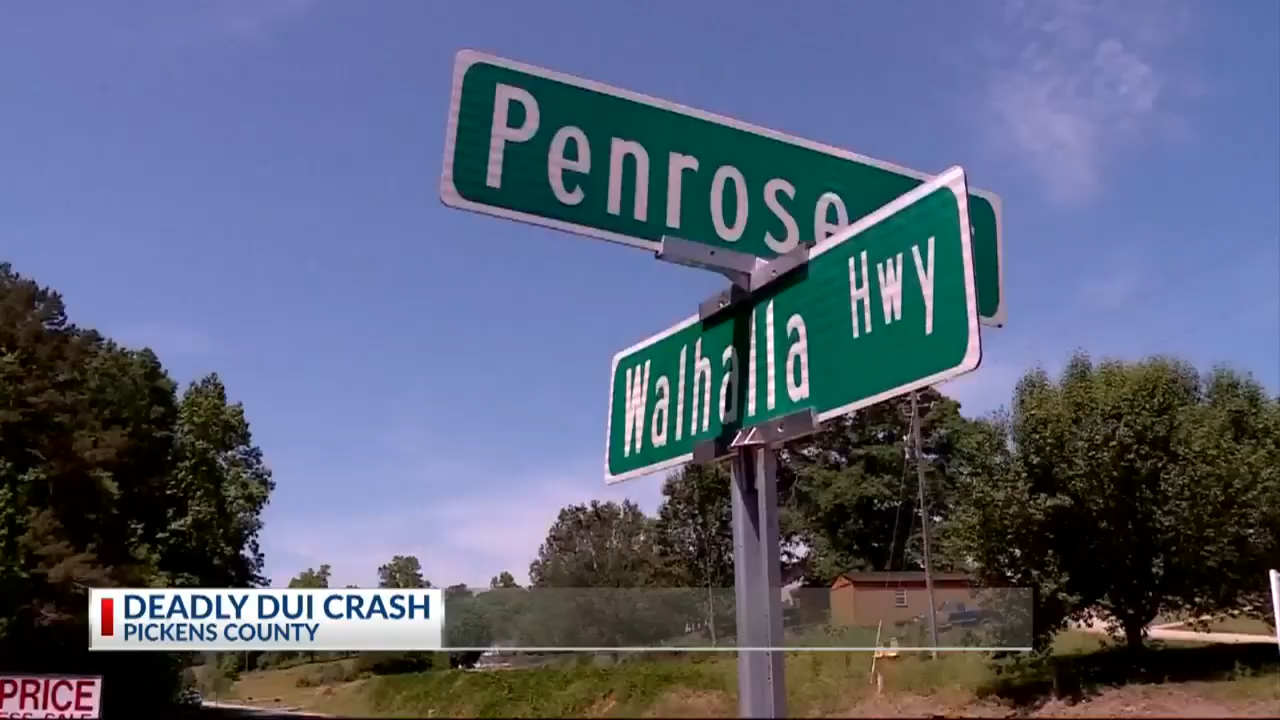 Penrose
Walhalla Hwy
DEADLY DUI CRASH
PICKENS COUNTY
PRICE